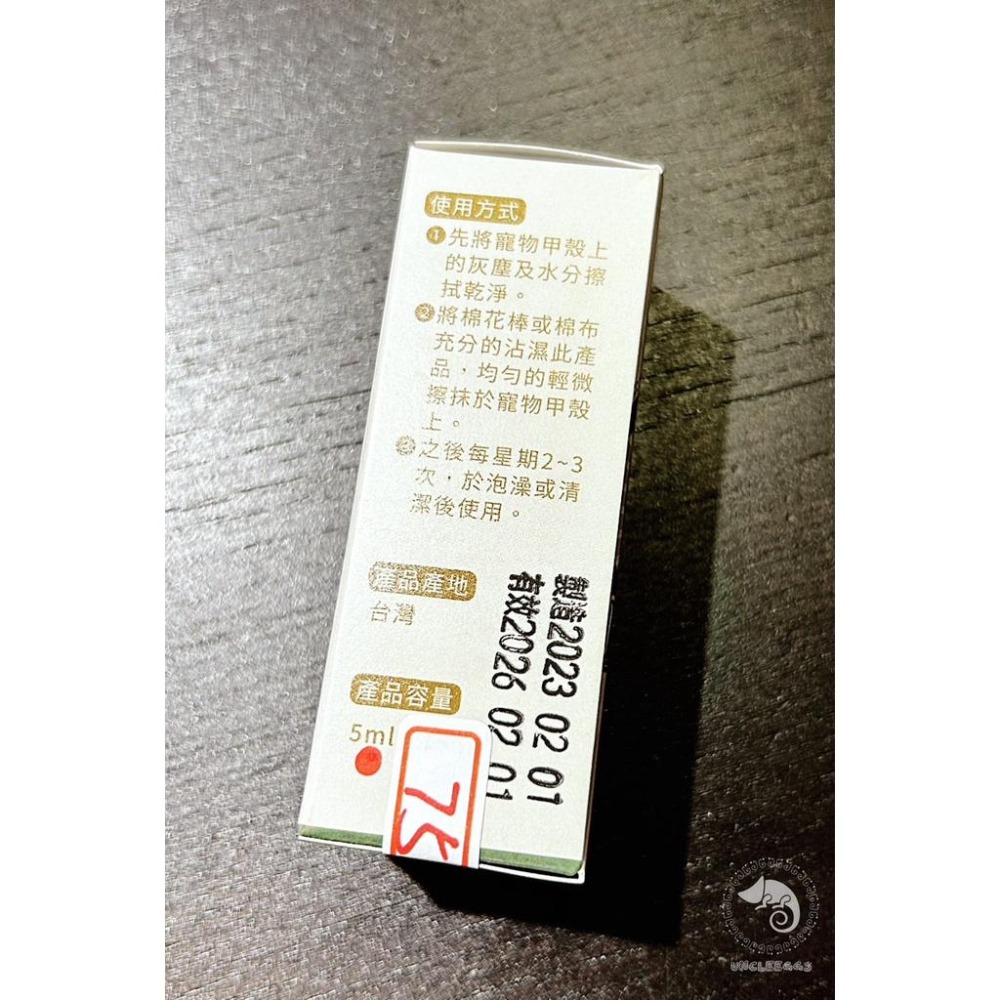 使用方式
1先將寵物甲殼上
的灰塵及水分擦
拭乾淨。
2將棉花棒或棉布
充分的沾濕此產
品，均勻的輕微
擦抹於寵物甲殼
上。
3之後每星期2~3
次，於泡澡或清
潔後使用。
產品產地
台灣
產品容量
5ml
製造2023 02 01
有效2026 02 01
75
UNCLEEGGS